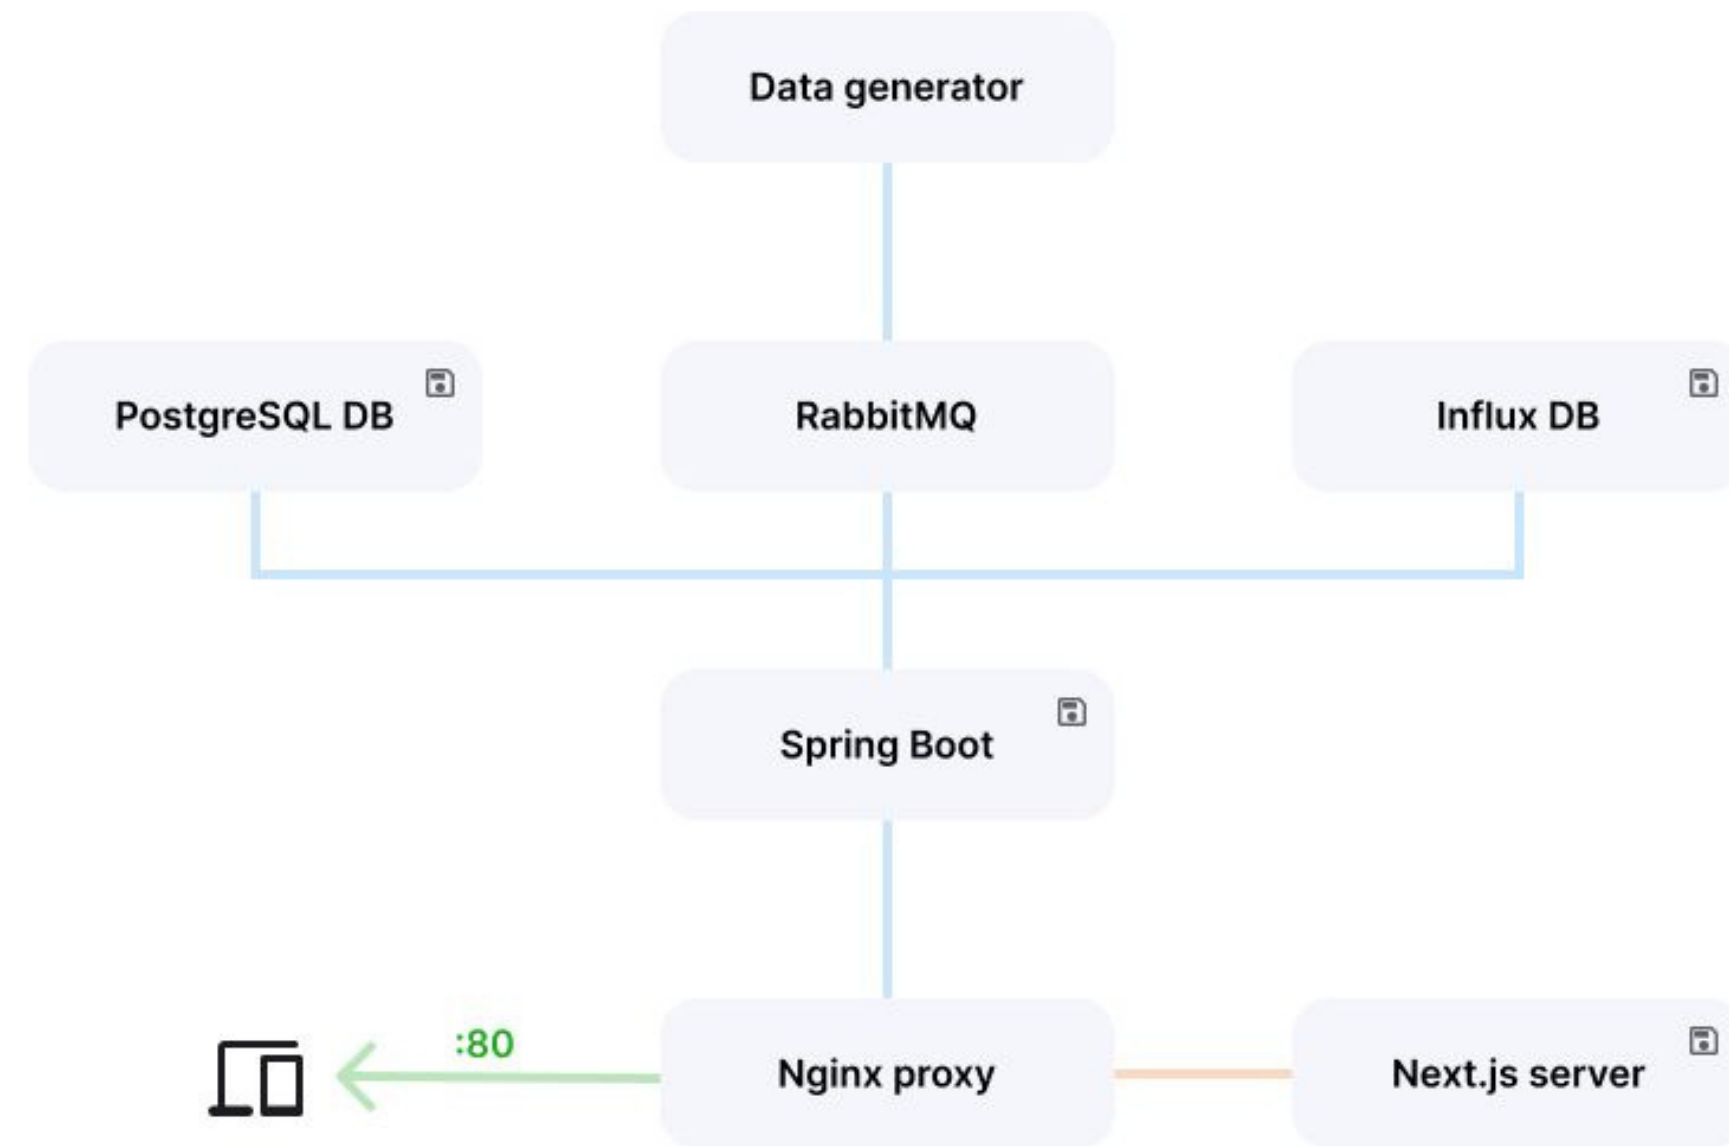 Data generator
PostgreSQL DB
RabbitMQ
Influx DB
Spring Boot
:80
Nginx proxy
Next.js server